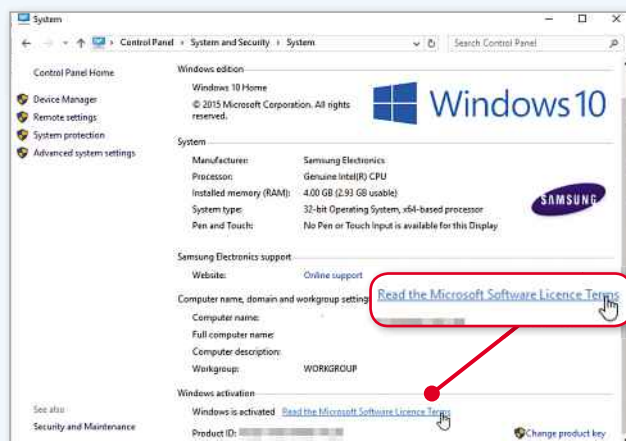 System
Control Panel › System and Security › System
Search Control Panel
Control Panel Home
Device Manager
Remote settings
System protection
Advanced system settings
See also
Security and Maintenance
Windows edition
Windows 10 Home
© 2015 Microsoft Corporation. All rights
reserved.
Windows 10
System
Manufacturer: Samsung Electronics
Processor: Genuine Intel(R) CPU
Installed memory (RAM): 4.00 GB (2.93 GB usable)
System type: 32-bit Operating System, x64-based processor
Pen and Touch: No Pen or Touch Input is available for this Display
SAMSUNG
Samsung Electronics support
Website: Online support
Computer name, domain and workgroup setting
Computer name:
Full computer name:
Computer description:
Workgroup: WORKGROUP
Read the Microsoft Software Licence Terms
Windows activation
Windows is activated Read the Microsoft Software Licence Terms
Product ID:
Change product key